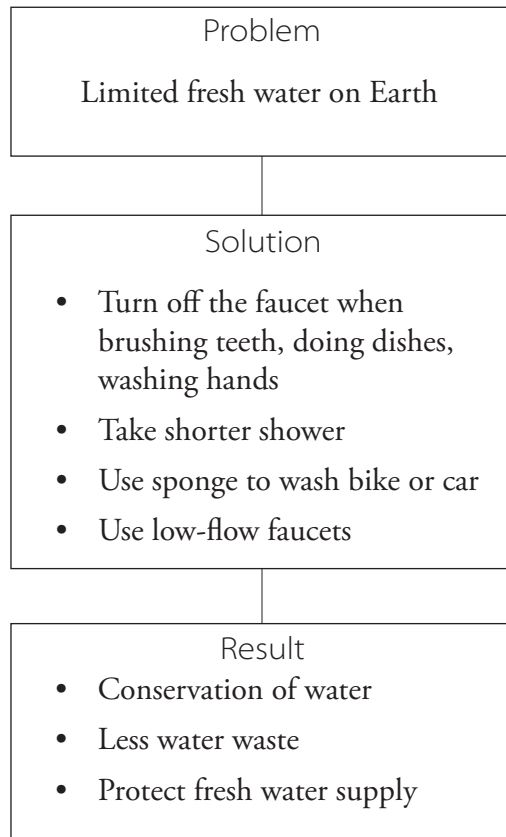 Problem
Limited fresh water on Earth
Solution
• Turn off the faucet when
brushing teeth, doing dishes,
washing hands
• Take shorter shower
• Use sponge to wash bike or car
• Use low-flow faucets
Result
• Conservation of water
• Less water waste
• Protect fresh water supply